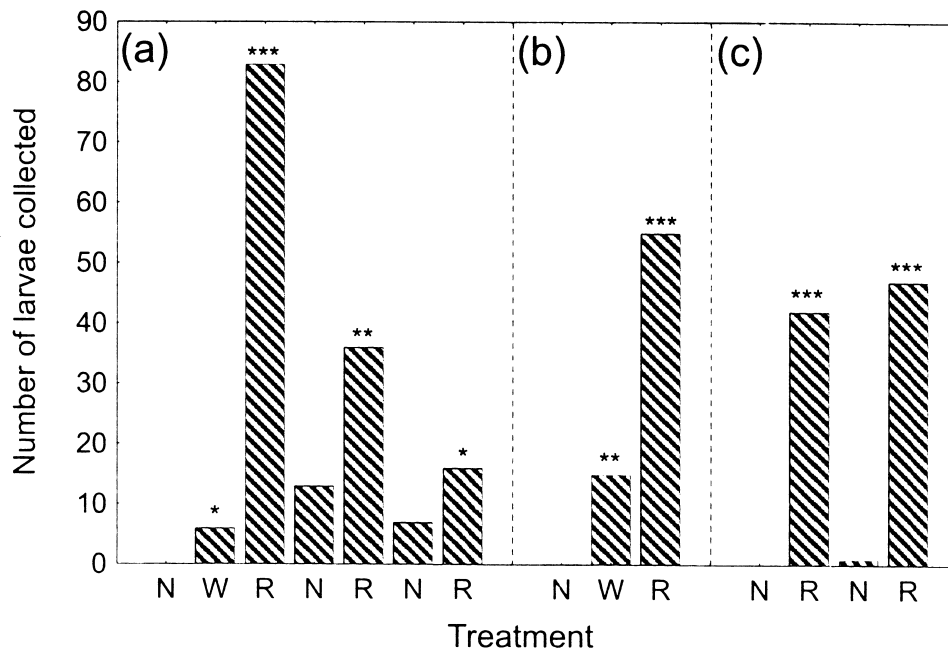 90
80
70
60
50
40
30
20
10
0
Number of larvae collected
(a) (b) (c)
* *** ** * ** *** *** ***
N W R N R N R N W R N R N R
Treatment